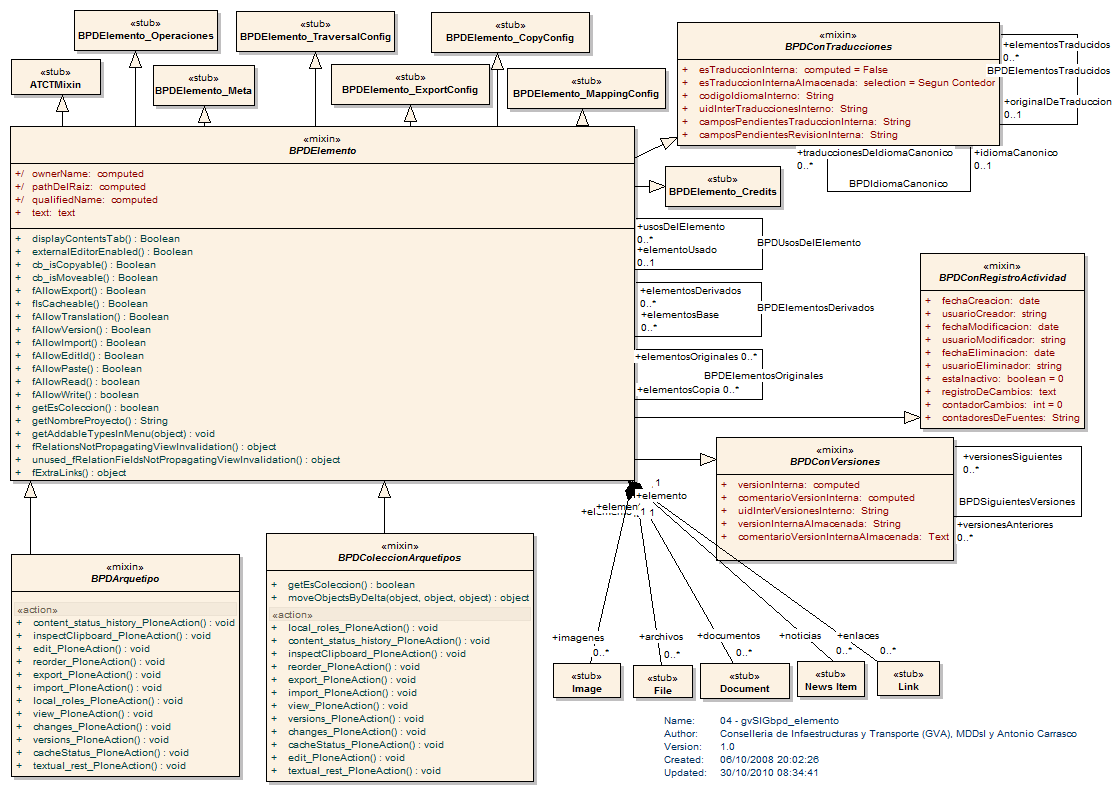 «stub»
BPDElemento_Operaciones
«stub»
BPDElemento_TraversalConfig
«stub»
BPDElemento_CopyConfig
«stub»
ATCTMixin
«stub»
BPDElemento_Meta
«stub»
BPDElemento_ExportConfig
«stub»
BPDElemento_MappingConfig
«mixin»
BPDConTraducciones
+ esTraduccionInterna: computed = False
+ esTraduccionInternaAlmacenada: selection = Segun Contedor
+ codigoIdiomaInterno: String
+ uidInterTraduccionesInterno: String
+ camposPendientesTraduccionInterna: String
+ camposPendientesRevisionInterna: String
+elementosTraducidos
0..*
BPDElementosTraducidos
+originalDeTraduccion
0..1
+traduccionesDeIdiomaCanonico
0..*
+idiomaCanonico
0..1
BPDIdiomaCanonico
«mixin»
BPDElemento
+/ ownerName: computed
+/ pathDelRaiz: computed
+/ qualifiedName: computed
+ text: text
+ displayContentsTab() : Boolean
+ externalEditorEnabled() : Boolean
+ cb_isCopyable() : Boolean
+ cb_isMoveable() : Boolean
+ fAllowExport() : Boolean
+ fIsCacheable() : Boolean
+ fAllowTranslation() : Boolean
+ fAllowVersion() : Boolean
+ fAllowImport() : Boolean
+ fAllowEditId() : Boolean
+ fAllowPaste() : Boolean
+ fAllowRead() : boolean
+ fAllowWrite() : boolean
+ getEsColeccion() : boolean
+ getNombreProyecto() : String
+ getAddableTypesInMenu(object) : void
+ fRelationsNotPropagatingViewInvalidation() : object
+ unused_fRelationFieldsNotPropagatingViewInvalidation() : object
+ fExtraLinks() : object
«stub»
BPDElemento_Credits
+usosDelElemento
0..*
+elementoUsado
0..1
BPDUsosDelElemento
+elementosDerivados
0..*
+elementosBase
0..*
BPDElementosDerivados
+elementosOriginales 0..*
BPDElementosOriginales
+elementosCopia 0..*
«mixin»
BPDConRegistroActividad
+ fechaCreacion: date
+ usuarioCreador: string
+ fechaModificacion: date
+ usuarioModificador: string
+ fechaEliminacion: date
+ usuarioEliminador: string
+ estaInactivo: boolean = 0
+ registroDeCambios: text
+ contadorCambios: int = 0
+ contadoresDeFuentes: String
«mixin»
BPDConVersiones
+ versionInterna: computed
+ comentarioVersionInterna: computed
+ uidInterVersionesInterno: String
+ versionInternaAlmacenada: String
+ comentarioVersionInternaAlmacenada: Text
+versionesSiguientes
0..*
BPDSiguientesVersiones
+versionesAnteriores
0..*
+elemento
1
1
1
«mixin»
BPDArquetipo
«action»
+ content_status_history_PloneAction() : void
+ inspectClipboard_PloneAction() : void
+ edit_PloneAction() : void
+ reorder_PloneAction() : void
+ export_PloneAction() : void
+ import_PloneAction() : void
+ local_roles_PloneAction() : void
+ view_PloneAction() : void
+ changes_PloneAction() : void
+ versions_PloneAction() : void
+ cacheStatus_PloneAction() : void
+ textual_rest_PloneAction() : void
«mixin»
BPDColeccionArquetipos
+ getEsColeccion() : boolean
+ moveObjectsByDelta(object, object, object) : object
«action»
+ local_roles_PloneAction() : void
+ content_status_history_PloneAction() : void
+ inspectClipboard_PloneAction() : void
+ reorder_PloneAction() : void
+ export_PloneAction() : void
+ import_PloneAction() : void
+ view_PloneAction() : void
+ versions_PloneAction() : void
+ changes_PloneAction() : void
+ cacheStatus_PloneAction() : void
+ edit_PloneAction() : void
+ textual_rest_PloneAction() : void
+imagenes
0..*
+archivos
0..*
+documentos
0..*
+noticias
0..*
+enlaces
0..*
«stub»
Image
«stub»
File
«stub»
Document
«stub»
News Item
«stub»
Link
Name: 04 - gvSIGbpd_elemento
Author: Conselleria de Infaestructuras y Transporte (GVA), MDDsl y Antonio Carrasco
Version: 1.0
Created: 06/10/2008 20:02:26
Updated: 30/10/2010 08:34:41